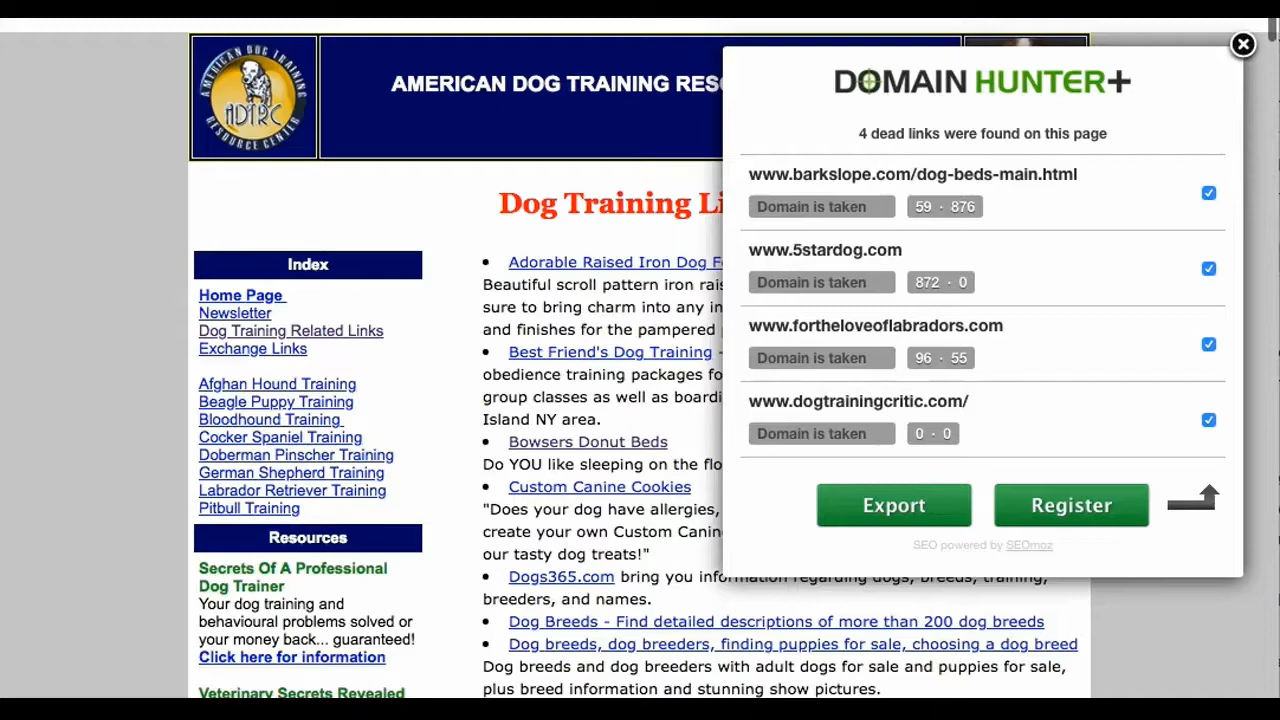 AMERICAN DOG TRAINING
ADTRC
RESOURCE CENTER
AMERICAN DOG TRAINING RES
Dog Training Li
Index
Home Page
Newsletter
Dog Training Related Links
Exchange Links
Afghan Hound Training
Beagle Puppy Training
Bloodhound Training
Cocker Spaniel Training
Doberman Pinscher Training
German Shepherd Training
Labrador Retriever Training
Pitbull Training
Resources
Secrets Of A Professional
Dog Trainer
Your dog training and
behavioural problems solved or
your money back... guaranteed!
Click here for information
Veterinary Secrets Revealed
• Adorable Raised Iron Dog F
Beautiful scroll pattern iron rais
sure to bring charm into any in
and finishes for the pampered
• Best Friend's Dog Training -
obedience training packages fo
group classes as well as boardi
Island NY area.
• Bowsers Donut Beds
Do YOU like sleeping on the flo
• Custom Canine Cookies
"Does your dog have allergies,
create your own Custom Canin
our tasty dog treats!"
• Dogs365.com bring you information regarding dogs, breeds, training,
breeders, and names.
• Dog Breeds - Find detailed descriptions of more than 200 dog breeds
• Dog breeds, dog breeders, finding puppies for sale, choosing a dog breed
Dog breeds and dog breeders with adult dogs for sale and puppies for sale,
plus breed information and stunning show pictures.
DOMAIN HUNTER+
4 dead links were found on this page
www.barkslope.com/dog-beds-main.html
Domain is taken 59 · 876
www.5stardog.com
Domain is taken 872 · 0
www.fortheloveoflabradors.com
Domain is taken 96 · 55
www.dogtrainingcritic.com/
Domain is taken 0 · 0
Export Register
SEO powered by SEOmoz